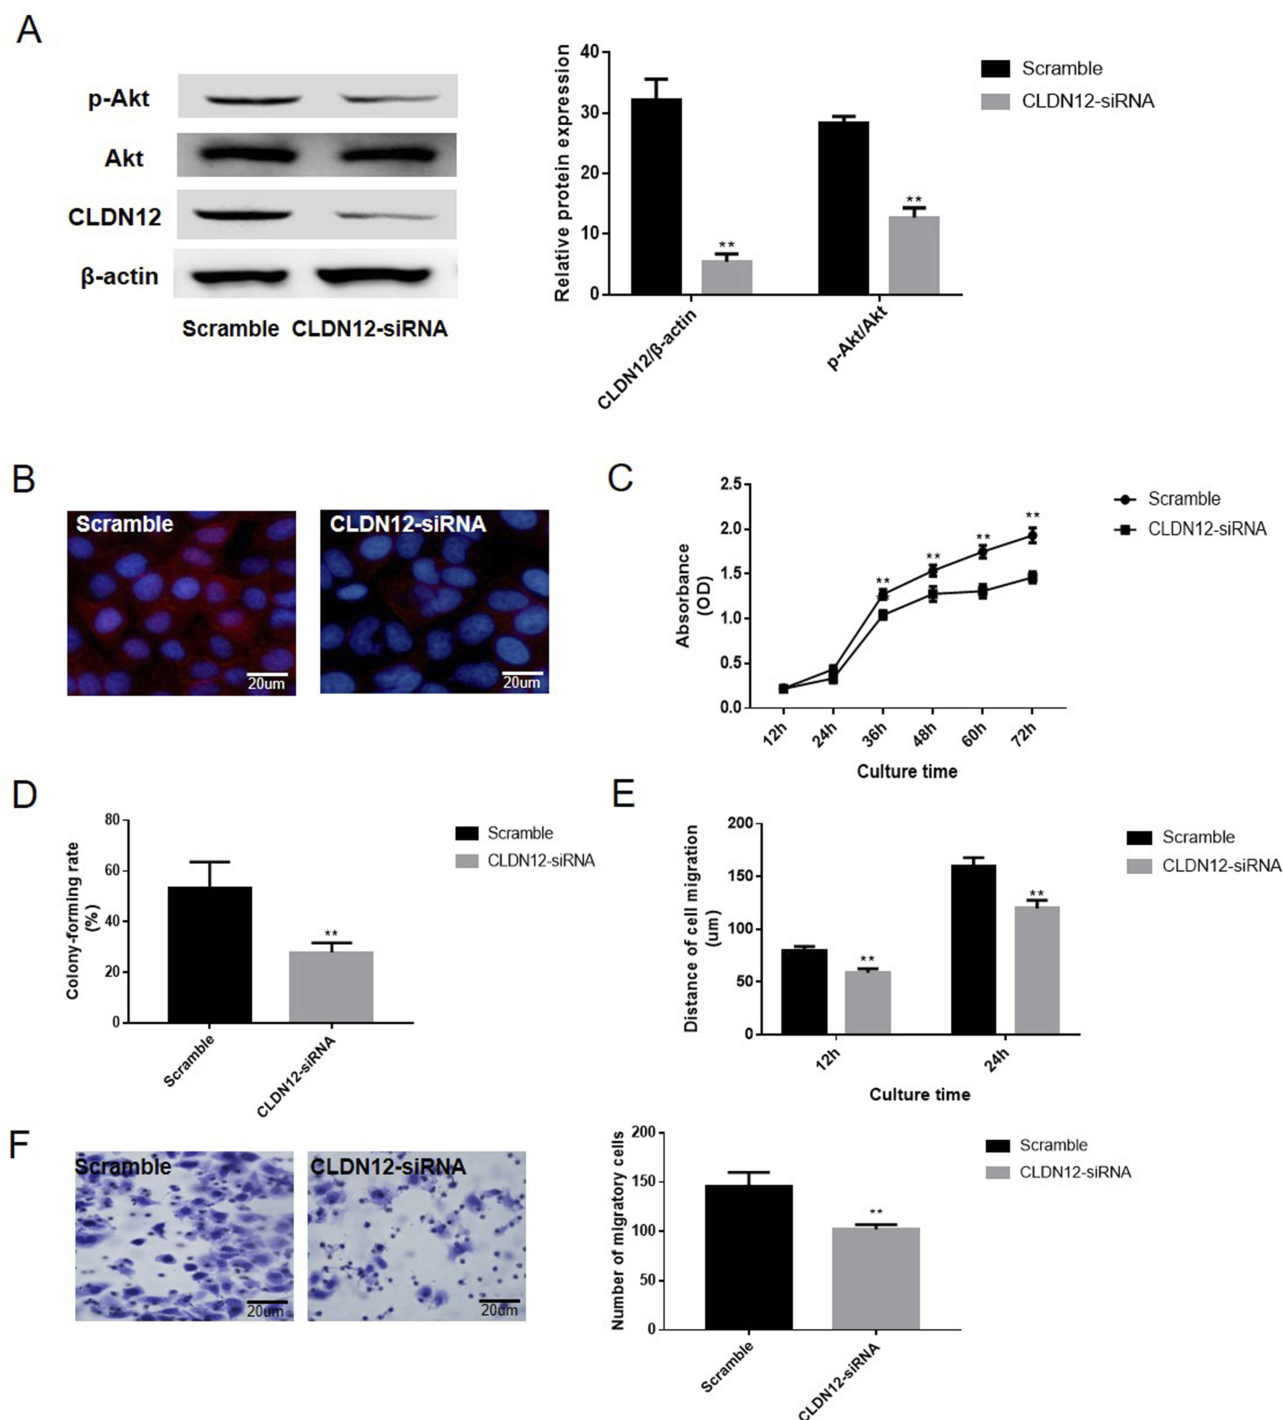 A
p-Akt
Akt
CLDN12
β-actin
Scramble CLDN12-siRNA
Relative protein expression
40
30
20
10
0
**
**
CLDN12/β-actin
p-Akt/Akt
Scramble
CLDN12-siRNA
B
Scramble
20um
CLDN12-siRNA
20um
C
Absorbance
(OD)
2.5
2.0
1.5
1.0
0.5
0.0
**
**
**
**
12h
24h
36h
48h
60h
72h
Culture time
Scramble
CLDN12-siRNA
D
Colony-forming rate
(%)
80
60
40
20
0
**
Scramble
CLDN12-siRNA
Scramble
CLDN12-siRNA
E
Distance of cell migration
(um)
200
150
100
50
0
**
**
12h
24h
Culture time
Scramble
CLDN12-siRNA
F
Scramble
20um
CLDN12-siRNA
20um
Number of migratory cells
200
150
100
50
0
**
Scramble
CLDN12-siRNA
Scramble
CLDN12-siRNA